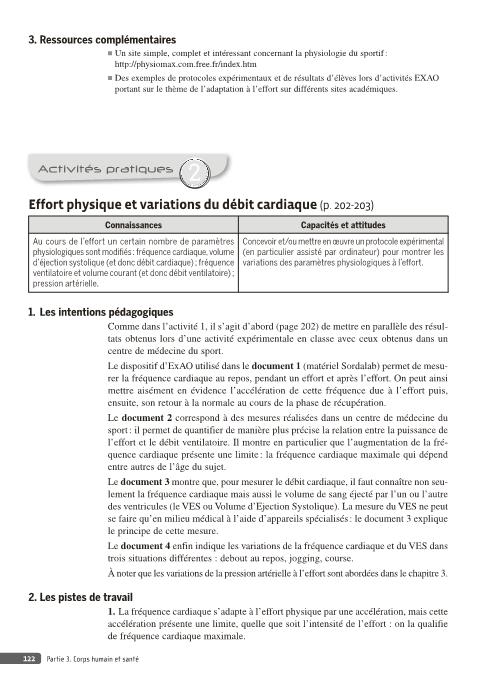 3. Ressources complémentaires
■ Un site simple, complet et intéressant concernant la physiologie du sportif :
http://physiomax.com.free.fr/index.htm
■ Des exemples de protocoles expérimentaux et de résultats d'élèves lors d'activités EXAO
portant sur le thème de l'adaptation à l'effort sur différents sites académiques.
Activités pratiques 2
Effort physique et variations du débit cardiaque (p. 202-203)
Connaissances
Au cours de l'effort un certain nombre de paramètres
physiologiques sont modifiés : fréquence cardiaque, volume
d'éjection systolique (et donc débit cardiaque) ; fréquence
ventilatoire et volume courant (et donc débit ventilatoire) ;
pression artérielle.
Capacités et attitudes
Concevoir et/ou mettre en œuvre un protocole expérimental
(en particulier assisté par ordinateur) pour montrer les
variations des paramètres physiologiques à l'effort.
1. Les intentions pédagogiques
Comme dans l'activité 1, il s'agit d'abord (page 202) de mettre en parallèle des résul-
tats obtenus lors d'une activité expérimentale en classe avec ceux obtenus dans un
centre de médecine du sport.
Le dispositif d'ExAO utilisé dans le document 1 (matériel Sordalab) permet de mesu-
rer la fréquence cardiaque au repos, pendant un effort et après l'effort. On peut ainsi
mettre aisément en évidence l'accélération de cette fréquence due à l'effort puis,
ensuite, son retour à la normale au cours de la phase de récupération.
Le document 2 correspond à des mesures réalisées dans un centre de médecine du
sport : il permet de quantifier de manière plus précise la relation entre la puissance de
l'effort et le débit ventilatoire. Il montre en particulier que l'augmentation de la fré-
quence cardiaque présente une limite : la fréquence cardiaque maximale qui dépend
entre autres de l'âge du sujet.
Le document 3 montre que, pour mesurer le débit cardiaque, il faut connaître non seu-
lement la fréquence cardiaque mais aussi le volume de sang éjecté par l'un ou l'autre
des ventricules (le VES ou Volume d'Ejection Systolique). La mesure du VES ne peut
se faire qu'en milieu médical à l'aide d'appareils spécialisés : le document 3 explique
le principe de cette mesure.
Le document 4 enfin indique les variations de la fréquence cardiaque et du VES dans
trois situations différentes : debout au repos, jogging, course.
À noter que les variations de la pression artérielle à l'effort sont abordées dans le chapitre 3.
2. Les pistes de travail
1. La fréquence cardiaque s'adapte à l'effort physique par une accélération, mais cette
accélération présente une limite, quelle que soit l'intensité de l'effort : on la qualifie
de fréquence cardiaque maximale.
122 Partie 3. Corps humain et santé